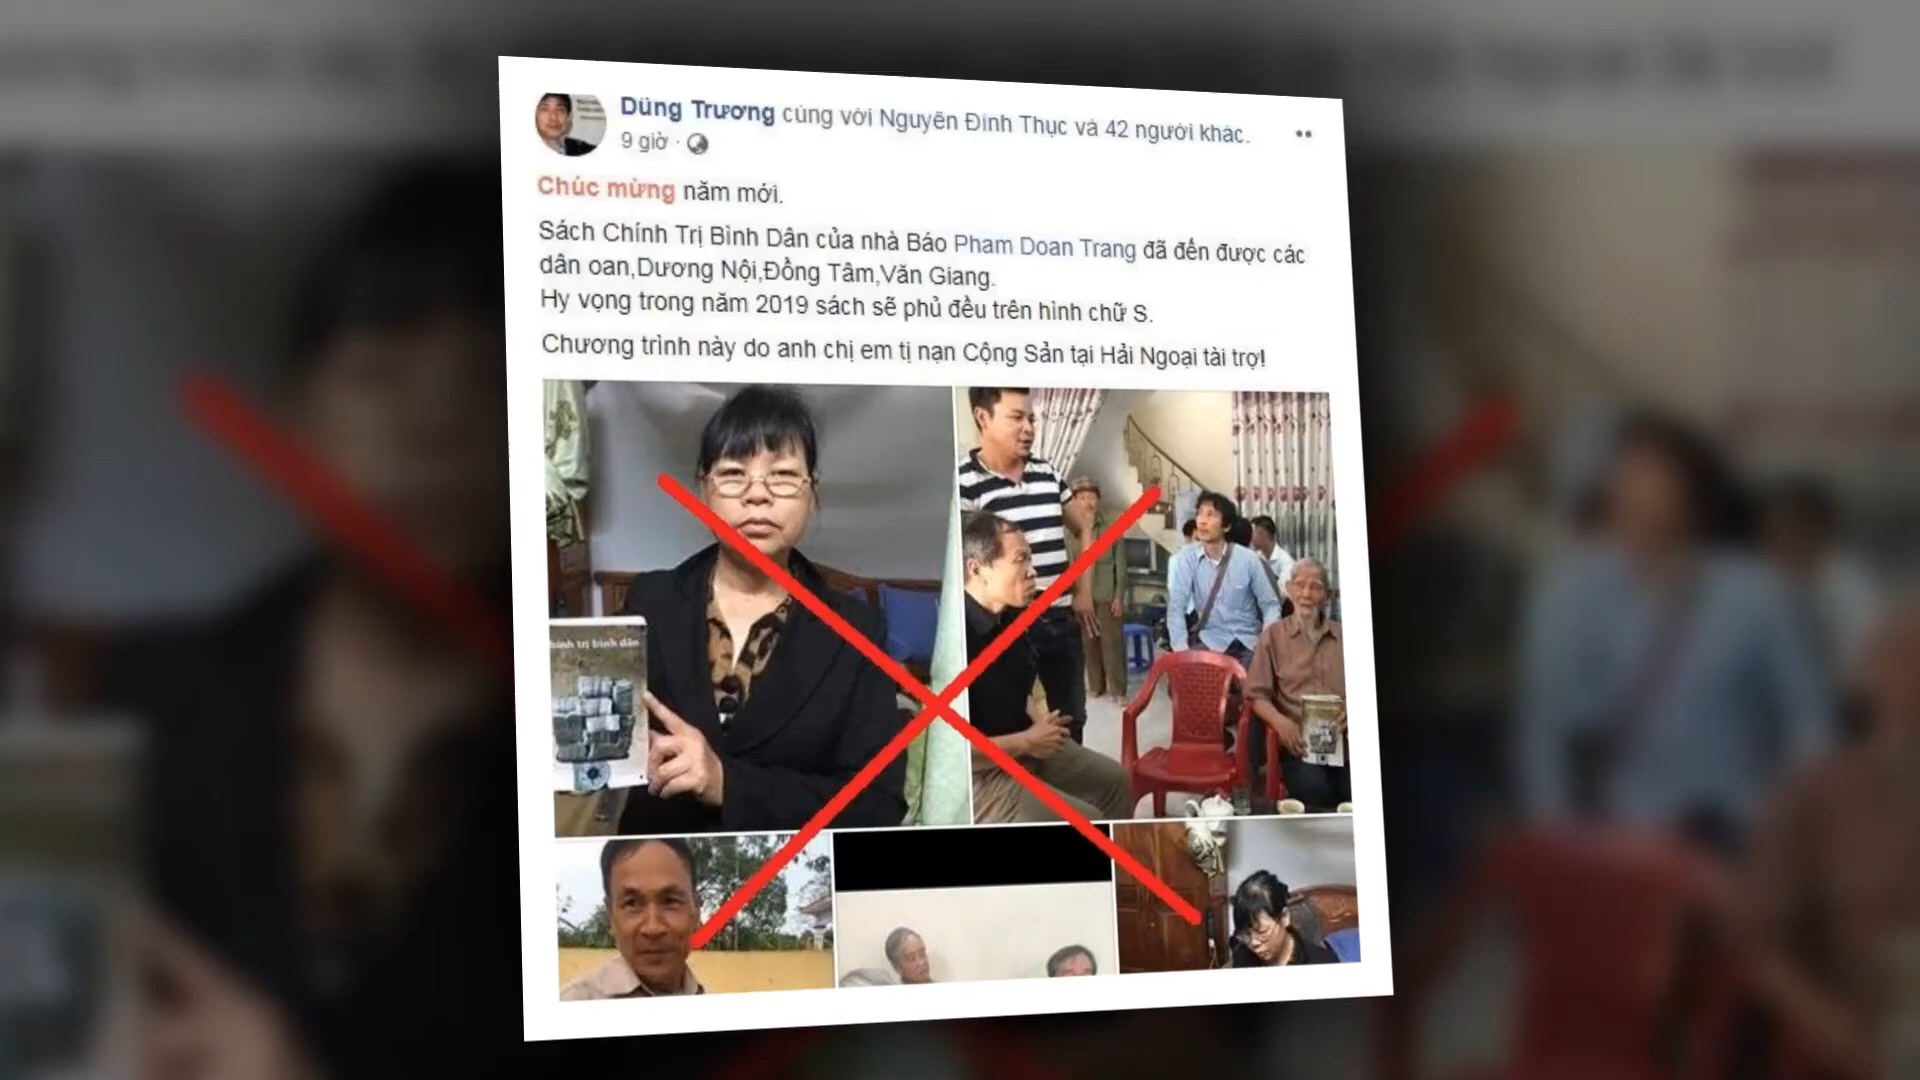 Dũng Trương cùng với Nguyễn Đình Thục và 42 người khác.
9 giờ ·
Chúc mừng năm mới.
Sách Chính Trị Bình Dân của nhà Báo Pham Doan Trang đã đến được các
dân oan,Dương Nội,Đồng Tâm,Văn Giang.
Hy vọng trong năm 2019 sách sẽ phủ đều trên hình chữ S.
Chương trình này do anh chị em tị nạn Cộng Sản tại Hải Ngoại tài trợ!
trị bình dân